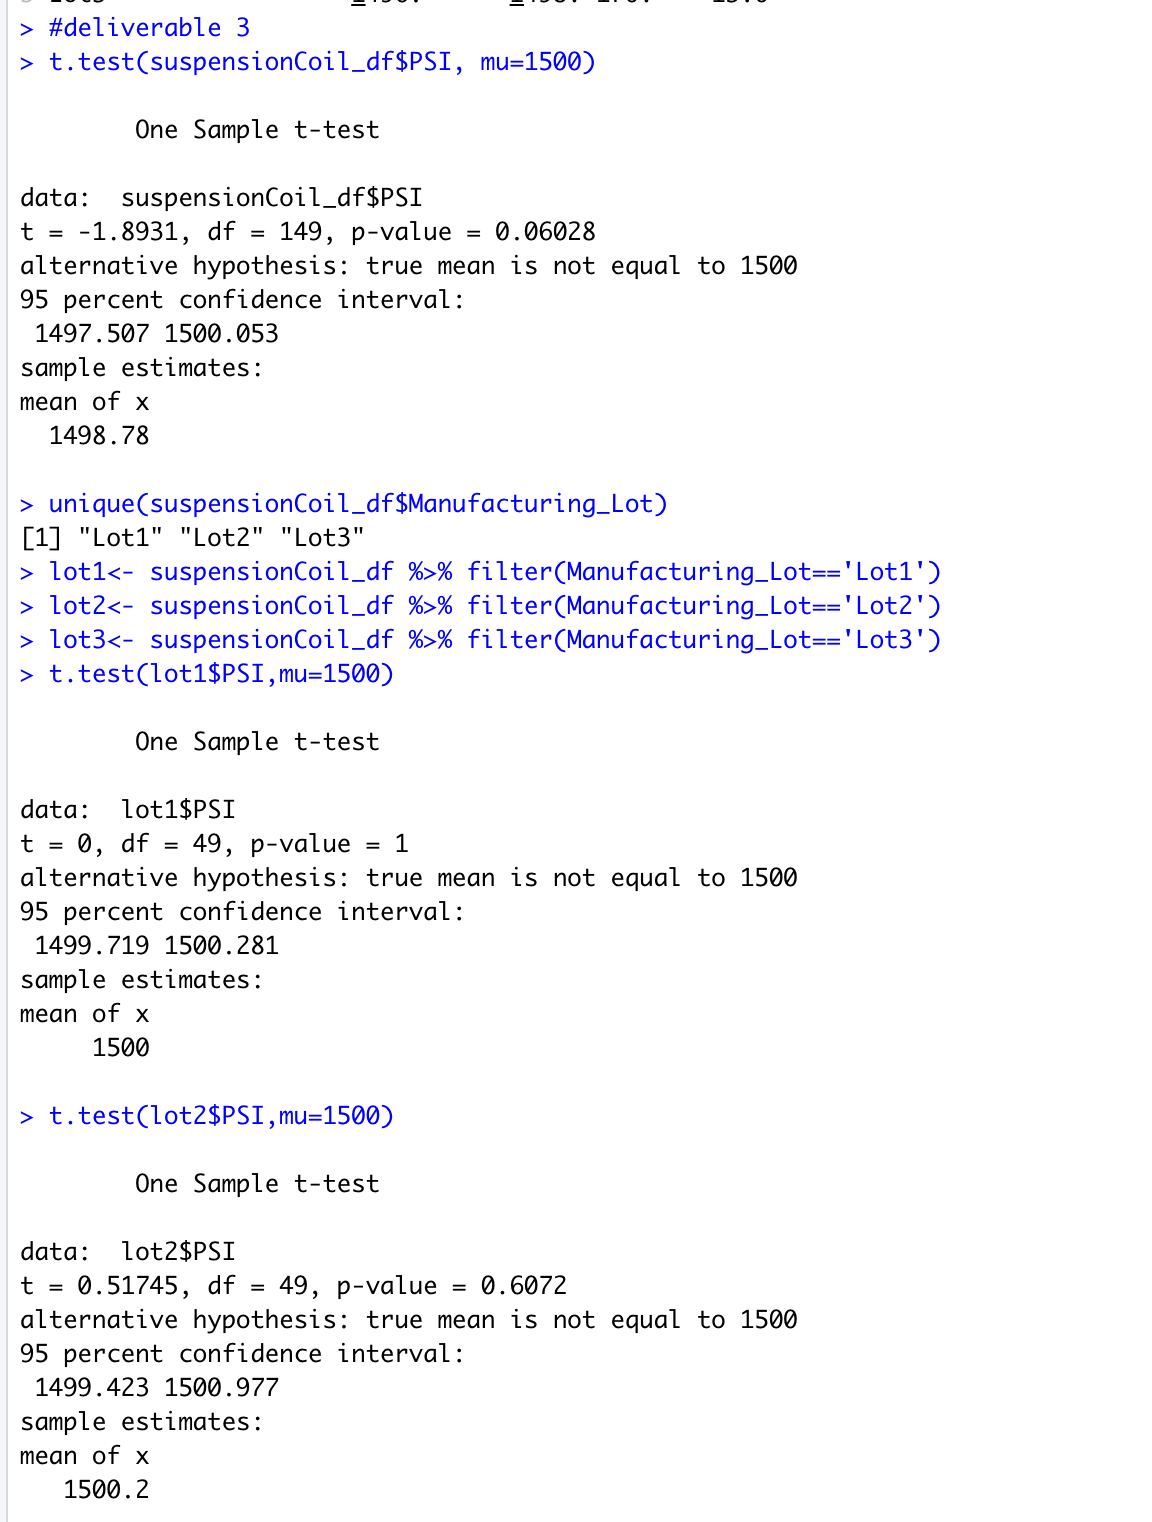 > #deliverable 3
> t.test(suspensionCoil_df$PSI, mu=1500)
One Sample t-test
data:  suspensionCoil_df$PSI
t = -1.8931, df = 149, p-value = 0.06028
alternative hypothesis: true mean is not equal to 1500
95 percent confidence interval:
1497.507 1500.053
sample estimates:
mean of x
1498.78
> unique(suspensionCoil_df$Manufacturing_Lot)
[1] "Lot1" "Lot2" "Lot3"
> lot1<- suspensionCoil_df %>% filter(Manufacturing_Lot=='Lot1')
> lot2<- suspensionCoil_df %>% filter(Manufacturing_Lot=='Lot2')
> lot3<- suspensionCoil_df %>% filter(Manufacturing_Lot=='Lot3')
> t.test(lot1$PSI,mu=1500)
One Sample t-test
data:  lot1$PSI
t = 0, df = 49, p-value = 1
alternative hypothesis: true mean is not equal to 1500
95 percent confidence interval:
1499.719 1500.281
sample estimates:
mean of x
1500
> t.test(lot2$PSI,mu=1500)
One Sample t-test
data:  lot2$PSI
t = 0.51745, df = 49, p-value = 0.6072
alternative hypothesis: true mean is not equal to 1500
95 percent confidence interval:
1499.423 1500.977
sample estimates:
mean of x
1500.2